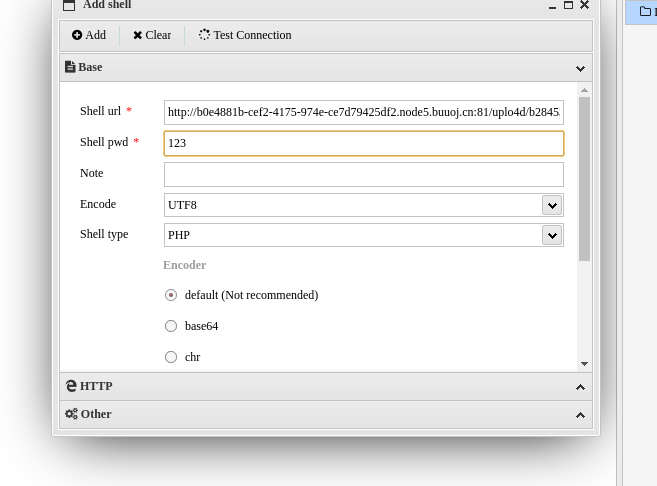 Add shell
Add
Clear
Test Connection
Base
Shell url *
http://b0e4881b-cef2-4175-974e-ce7d79425df2.node5.buuoj.cn:81/uplo4d/b2845
Shell pwd *
123
Note
Encode
UTF8
Shell type
PHP
Encoder
default (Not recommended)
base64
chr
HTTP
Other